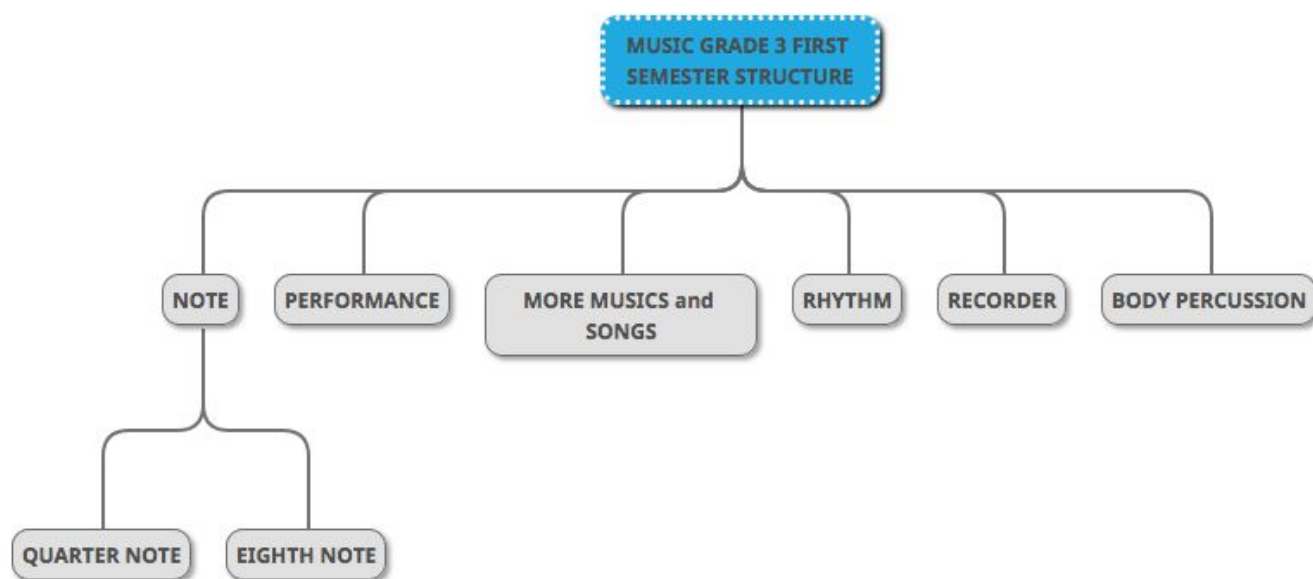 MUSIC GRADE 3 FIRST
SEMESTER STRUCTURE
NOTE
PERFORMANCE
MORE MUSICS and
SONGS
RHYTHM
RECORDER
BODY PERCUSSION
QUARTER NOTE
EIGHTH NOTE